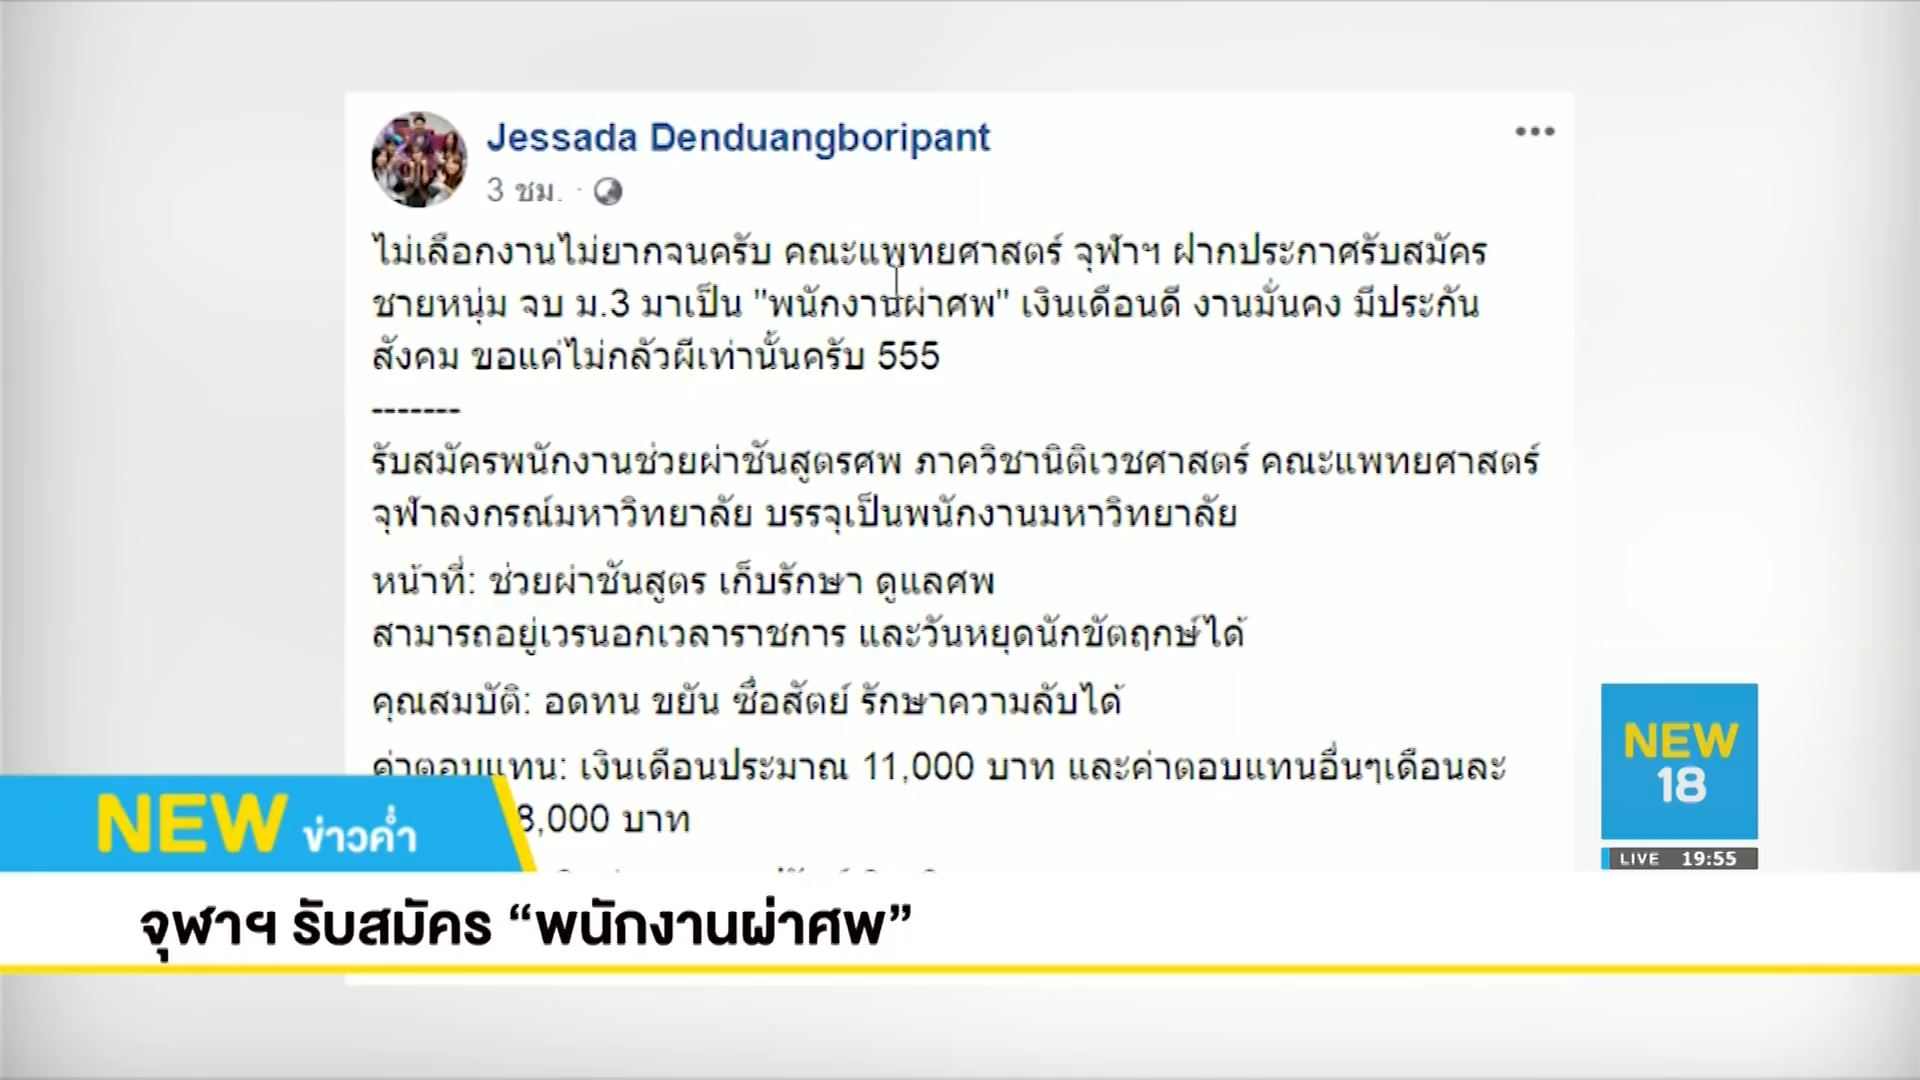 Jessada Denduangboripant
3 ชม. ·
ไม่เลือกงานไม่ยากจนครับ คณะแพทยศาสตร์ จุฬาฯ ฝากประกาศรับสมัคร
ชายหนุ่ม จบ ม.3 มาเป็น "พนักงานผ่าศพ" เงินเดือนดี งานมั่นคง มีประกัน
สังคม ขอแค่ไม่กลัวผีเท่านั้นครับ 555
-------
รับสมัครพนักงานช่วยผ่าชันสูตรศพ ภาควิชานิติเวชศาสตร์ คณะแพทยศาสตร์
จุฬาลงกรณ์มหาวิทยาลัย บรรจุเป็นพนักงานมหาวิทยาลัย
หน้าที่: ช่วยผ่าชันสูตร เก็บรักษา ดูแลศพ
สามารถอยู่เวรนอกเวลาราชการ และวันหยุดนักขัตฤกษ์ได้
คุณสมบัติ: อดทน ขยัน ซื่อสัตย์ รักษาความลับได้
ค่าตอบแทน: เงินเดือนประมาณ 11,000 บาท และค่าตอบแทนอื่นๆเดือนละ
8,000 บาท
NEW
18
LIVE 19:55
NEW ข่าวค่ำ
จุฬาฯ รับสมัคร “พนักงานผ่าศพ”